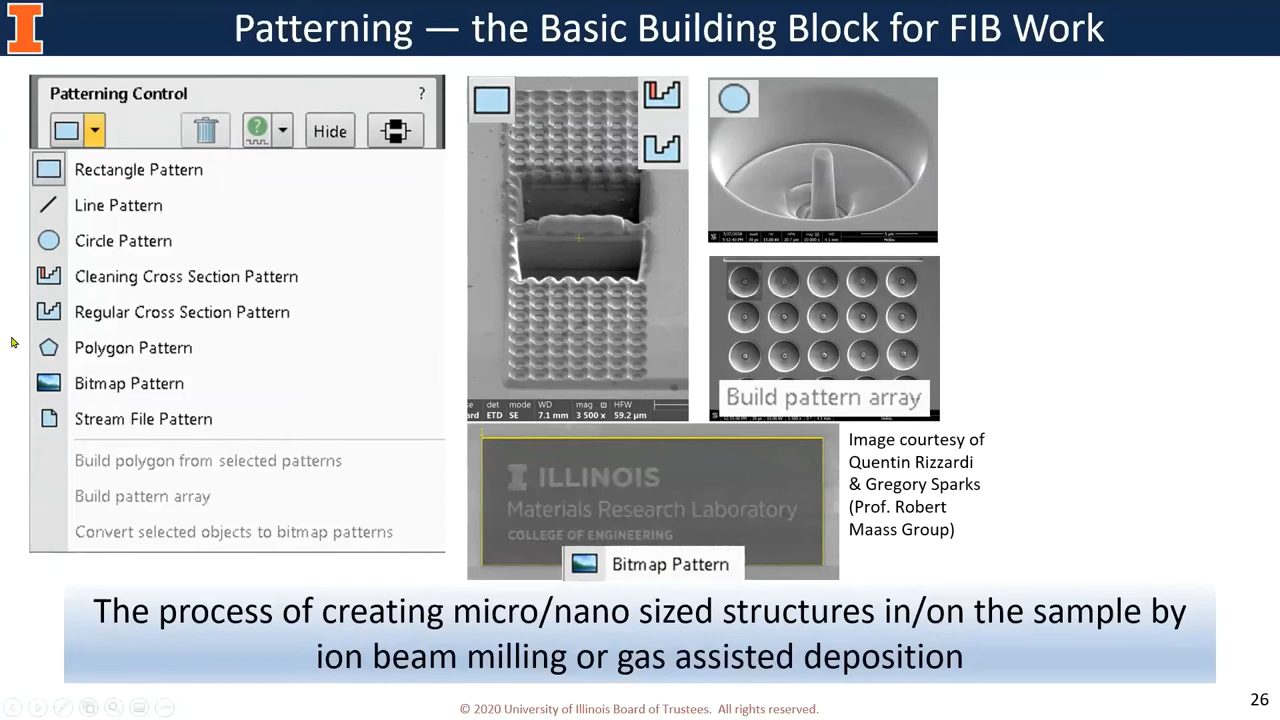 Patterning — the Basic Building Block for FIB Work
Patterning Control
?
Hide
Rectangle Pattern
Line Pattern
Circle Pattern
Cleaning Cross Section Pattern
Regular Cross Section Pattern
Polygon Pattern
Bitmap Pattern
Stream File Pattern
Build polygon from selected patterns
Build pattern array
Convert selected objects to bitmap patterns
det mode WD mag HFW
ETD SE 7.1 mm 3 500 x 59.2 µm
Build pattern array
ILLINOIS
Materials Research Laboratory
COLLEGE OF ENGINEERING
Bitmap Pattern
Image courtesy of
Quentin Rizzardi
& Gregory Sparks
(Prof. Robert
Maass Group)
The process of creating micro/nano sized structures in/on the sample by
ion beam milling or gas assisted deposition
© 2020 University of Illinois Board of Trustees. All rights reserved.
26